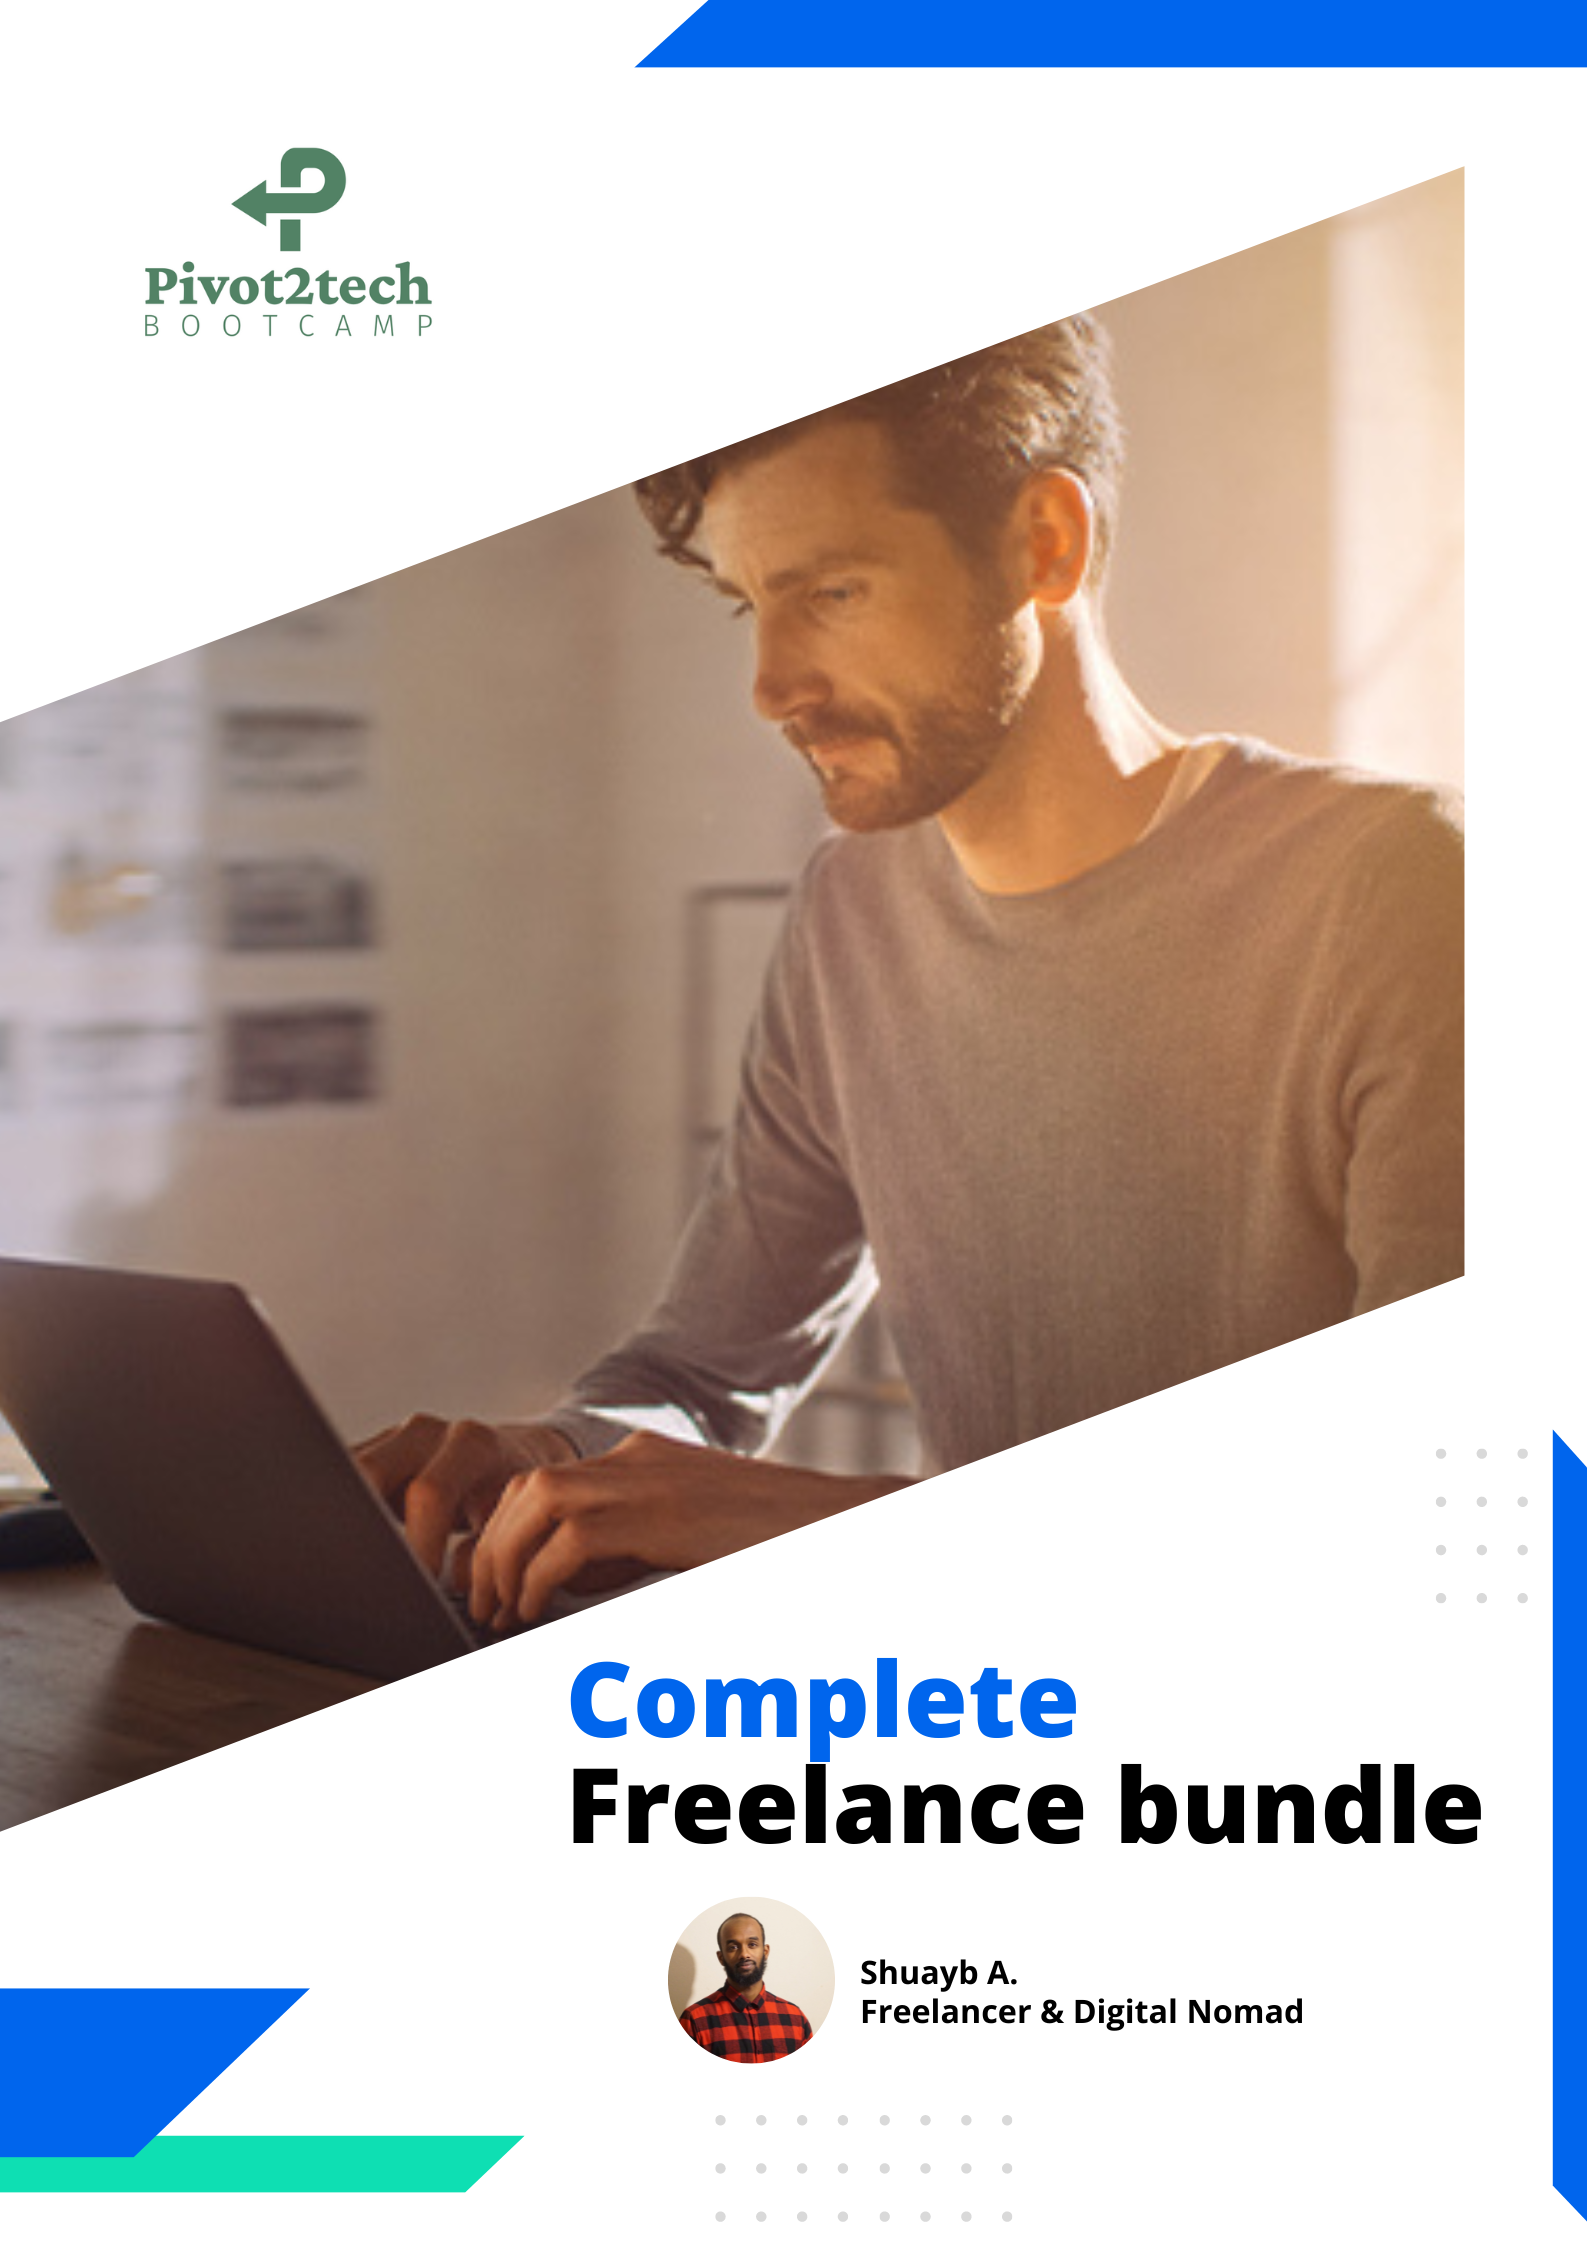 Pivot2tech
BOOTCAMP
Complete
Freelance bundle
Shuayb A.
Freelancer & Digital Nomad